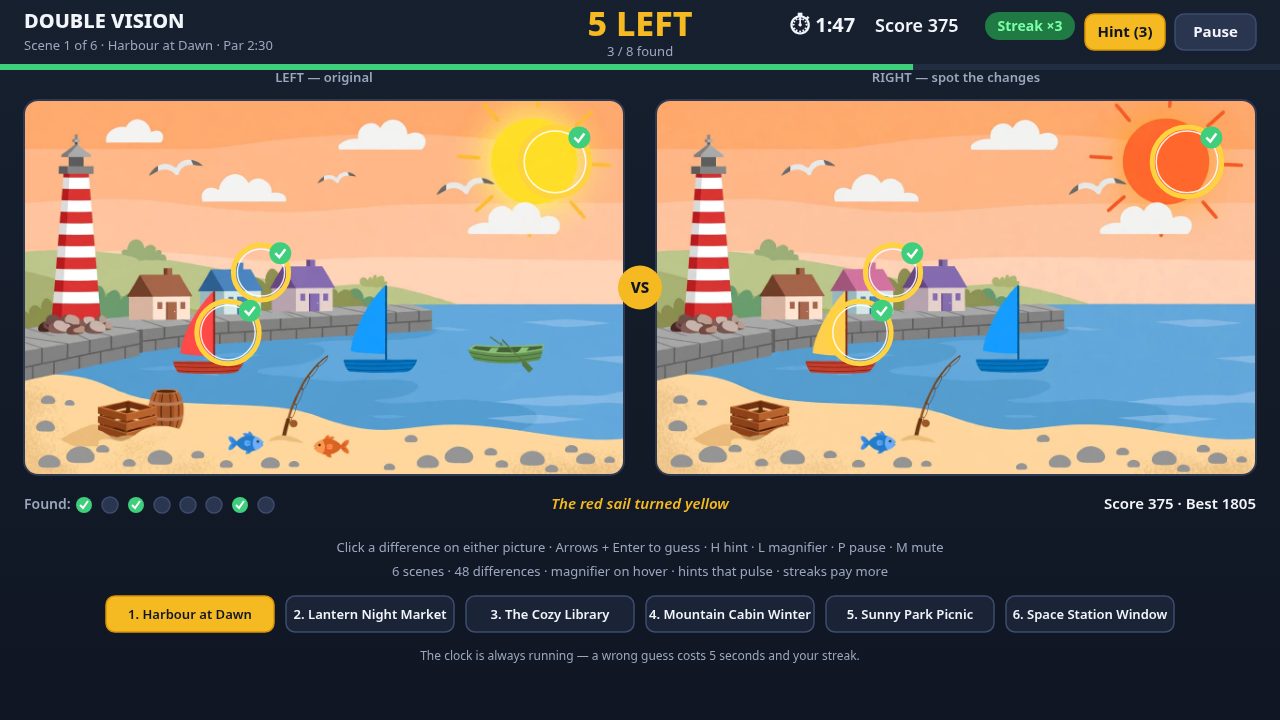 DOUBLE VISION
Scene 1 of 6 · Harbour at Dawn · Par 2:30
5 LEFT
3 / 8 found
⏱ 1:47
Score 375
Streak ×3
Hint (3)
Pause
LEFT — original
RIGHT — spot the changes
VS
Found:
The red sail turned yellow
Score 375 · Best 1805
Click a difference on either picture · Arrows + Enter to guess · H hint · L magnifier · P pause · M mute
6 scenes · 48 differences · magnifier on hover · hints that pulse · streaks pay more
1. Harbour at Dawn
2. Lantern Night Market
3. The Cozy Library
4. Mountain Cabin Winter
5. Sunny Park Picnic
6. Space Station Window
The clock is always running — a wrong guess costs 5 seconds and your streak.